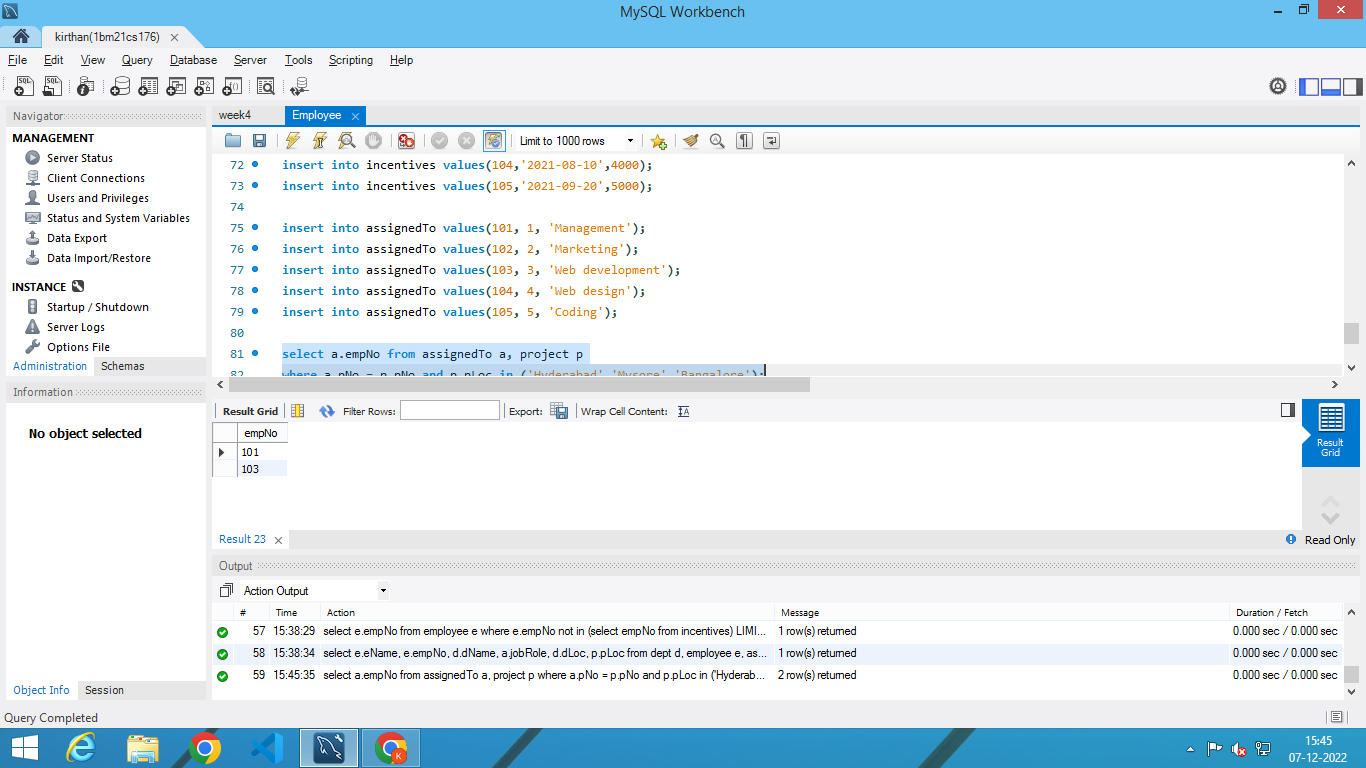 MySQL Workbench
kirthan(1bm21cs176)
File Edit View Query Database Server Tools Scripting Help
Navigator
MANAGEMENT
Server Status
Client Connections
Users and Privileges
Status and System Variables
Data Export
Data Import/Restore
INSTANCE
Startup / Shutdown
Server Logs
Options File
Administration Schemas
Information
No object selected
Object Info Session
week4 Employee
Limit to 1000 rows
72 insert into incentives values(104,'2021-08-10',4000);
73 insert into incentives values(105,'2021-09-20',5000);
74
75 insert into assignedTo values(101, 1, 'Management');
76 insert into assignedTo values(102, 2, 'Marketing');
77 insert into assignedTo values(103, 3, 'Web development');
78 insert into assignedTo values(104, 4, 'Web design');
79 insert into assignedTo values(105, 5, 'Coding');
80
81 select a.empNo from assignedTo a, project p
82 where a.pNo = p.pNo and p.pLoc in ('Hyderabad','Mysore','Bangalore');
Result Grid Filter Rows: Export: Wrap Cell Content:
empNo
101
103
Result
Grid
Result 23
Read Only
Output
Action Output
# Time Action Message Duration / Fetch
57 15:38:29 select e.empNo from employee e where e.empNo not in (select empNo from incentives) LIMI... 1 row(s) returned 0.000 sec / 0.000 sec
58 15:38:34 select e.eName, e.empNo, d.dName, a.jobRole, d.dLoc, p.pLoc from dept d, employee e, as... 1 row(s) returned 0.000 sec / 0.000 sec
59 15:45:35 select a.empNo from assignedTo a, project p where a.pNo = p.pNo and p.pLoc in ('Hyderab... 2 row(s) returned 0.000 sec / 0.000 sec
Query Completed
K
15:45
07-12-2022